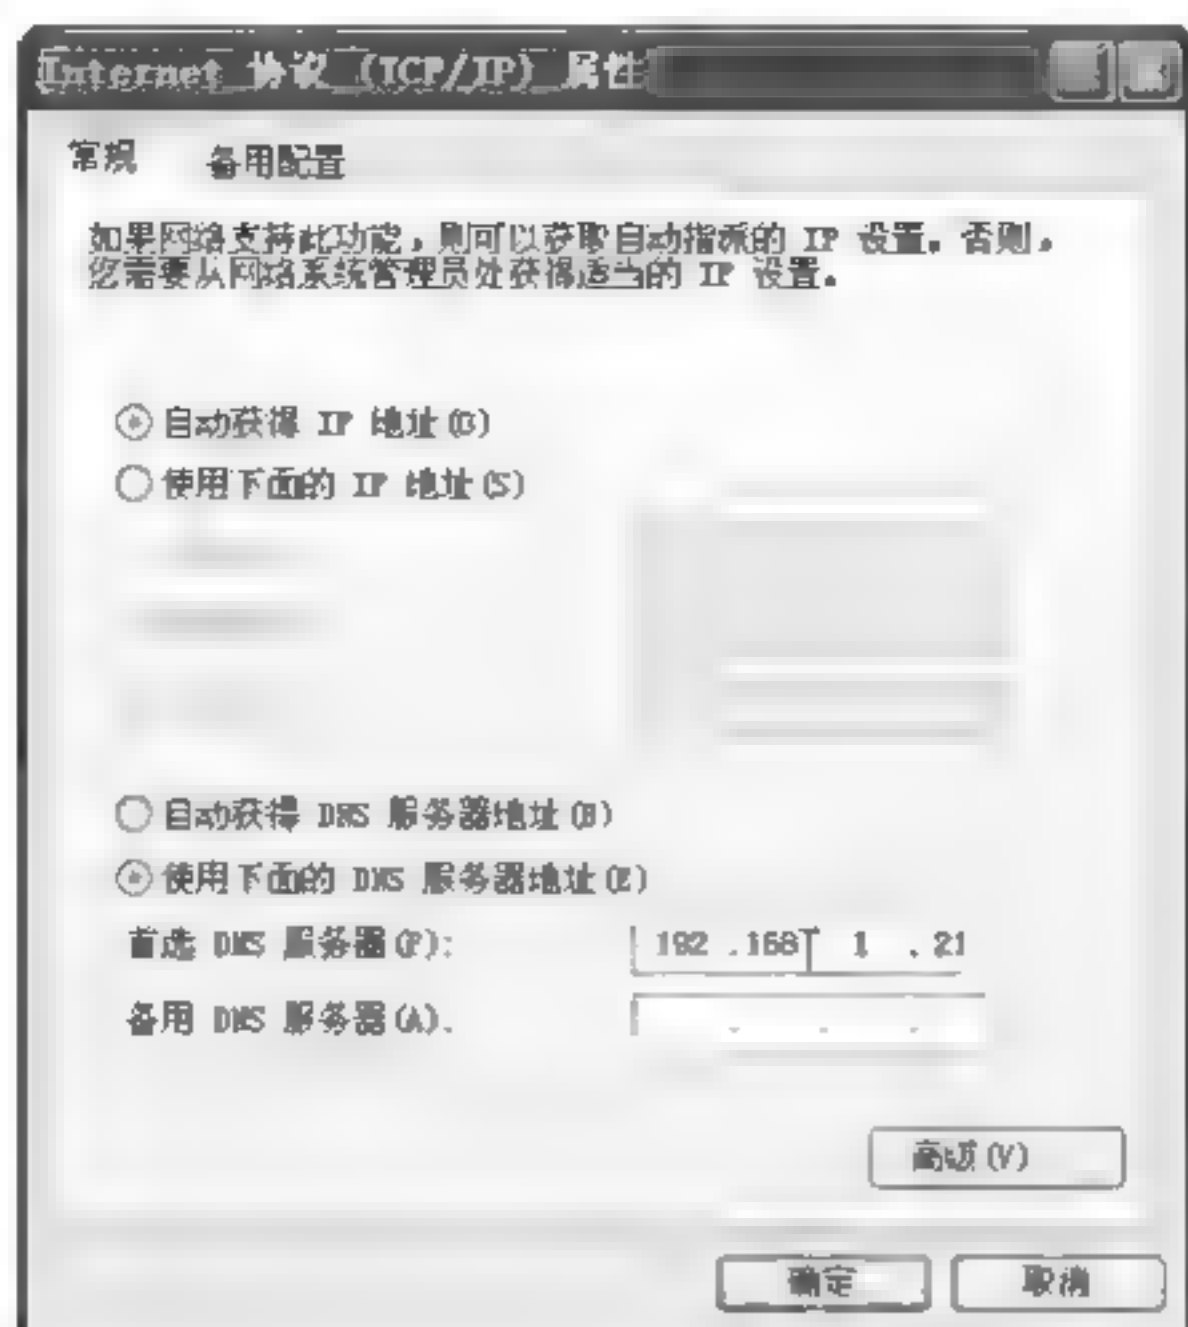 Internet 协议 (TCP/IP) 属性
常规 备用配置
如果网络支持此功能，则可以获取自动指派的 IP 设置。否则，
您需要从网络系统管理员处获得适当的 IP 设置。
自动获得 IP 地址(O)
使用下面的 IP 地址(S)
自动获得 DNS 服务器地址(B)
使用下面的 DNS 服务器地址(E)
首选 DNS 服务器(P):
192 .168 1 . 21
备用 DNS 服务器(A).
高级(V)
确定 取消